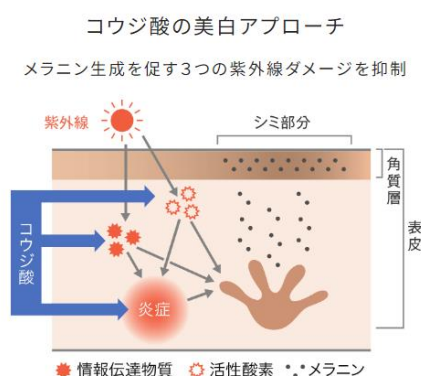 コウジ酸の美白アプローチ
メラニン生成を促す3つの紫外線ダメージを抑制
紫外線
シミ部分
角質層
表皮
コウジ酸
炎症
情報伝達物質 活性酸素 メラニン